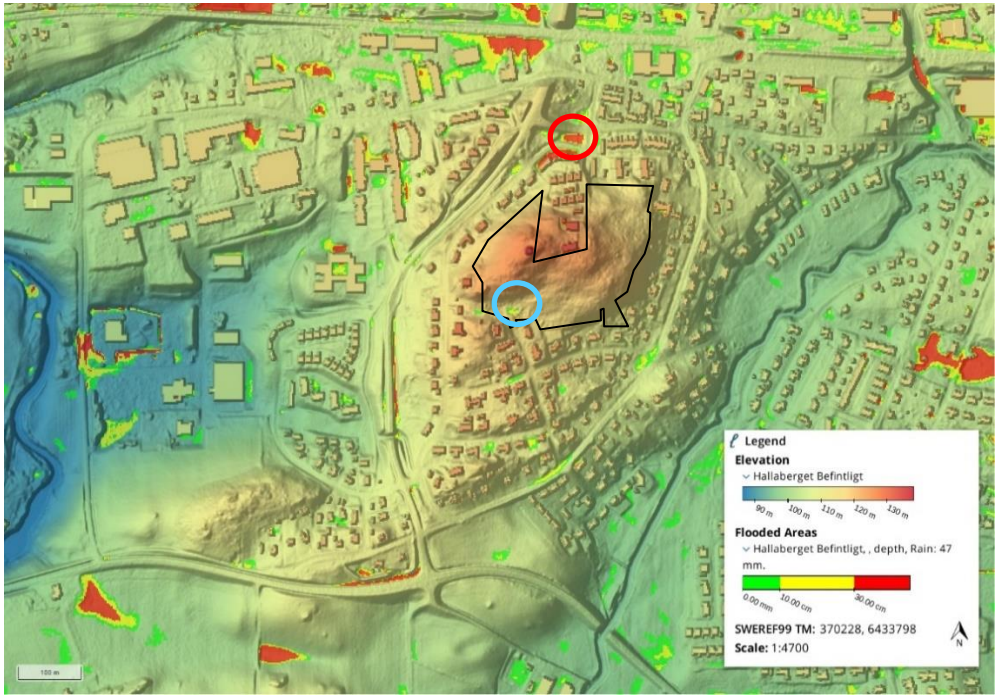 Legend
Elevation
Hallaberget Befintligt
90 m 100 m 110 m 120 m 130 m
Flooded Areas
Hallaberget Befintligt, , depth, Rain: 47
mm.
0.00 mm 10.00 cm 30.00 cm
SWEREF99 TM: 370228, 6433798
Scale: 1:4700
N
100 m